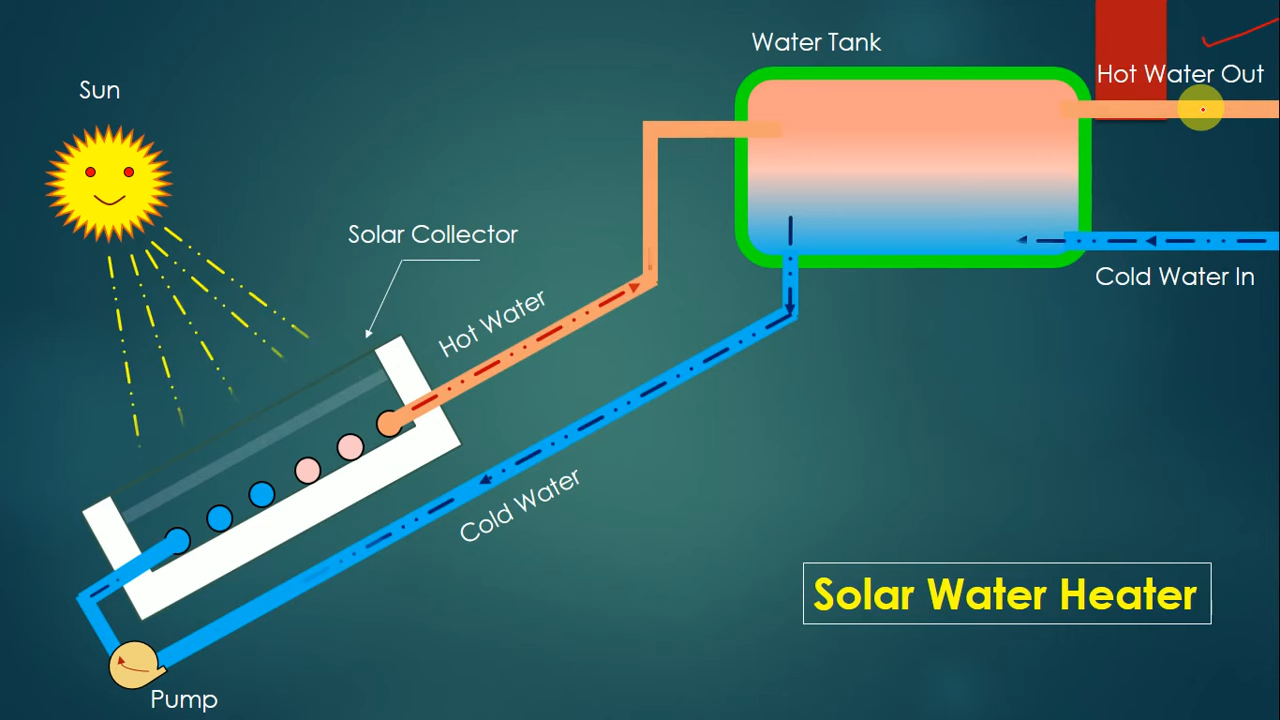 Water Tank
Hot Water Out
Sun
Solar Collector
Cold Water In
Hot Water
Cold Water
Solar Water Heater
Pump